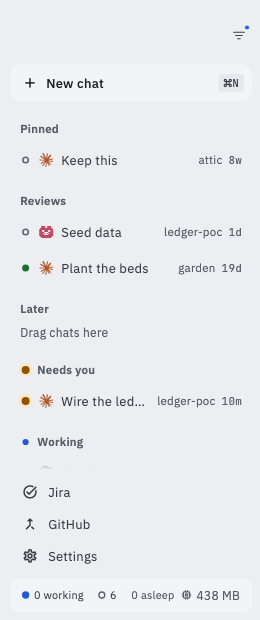 New chat ⌘N
Pinned
Keep this attic 8w
Reviews
Seed data ledger-poc 1d
Plant the beds garden 19d
Later
Drag chats here
Needs you
Wire the led... ledger-poc 10m
Working
Jira
GitHub
Settings
0 working 6 0 asleep 438 MB